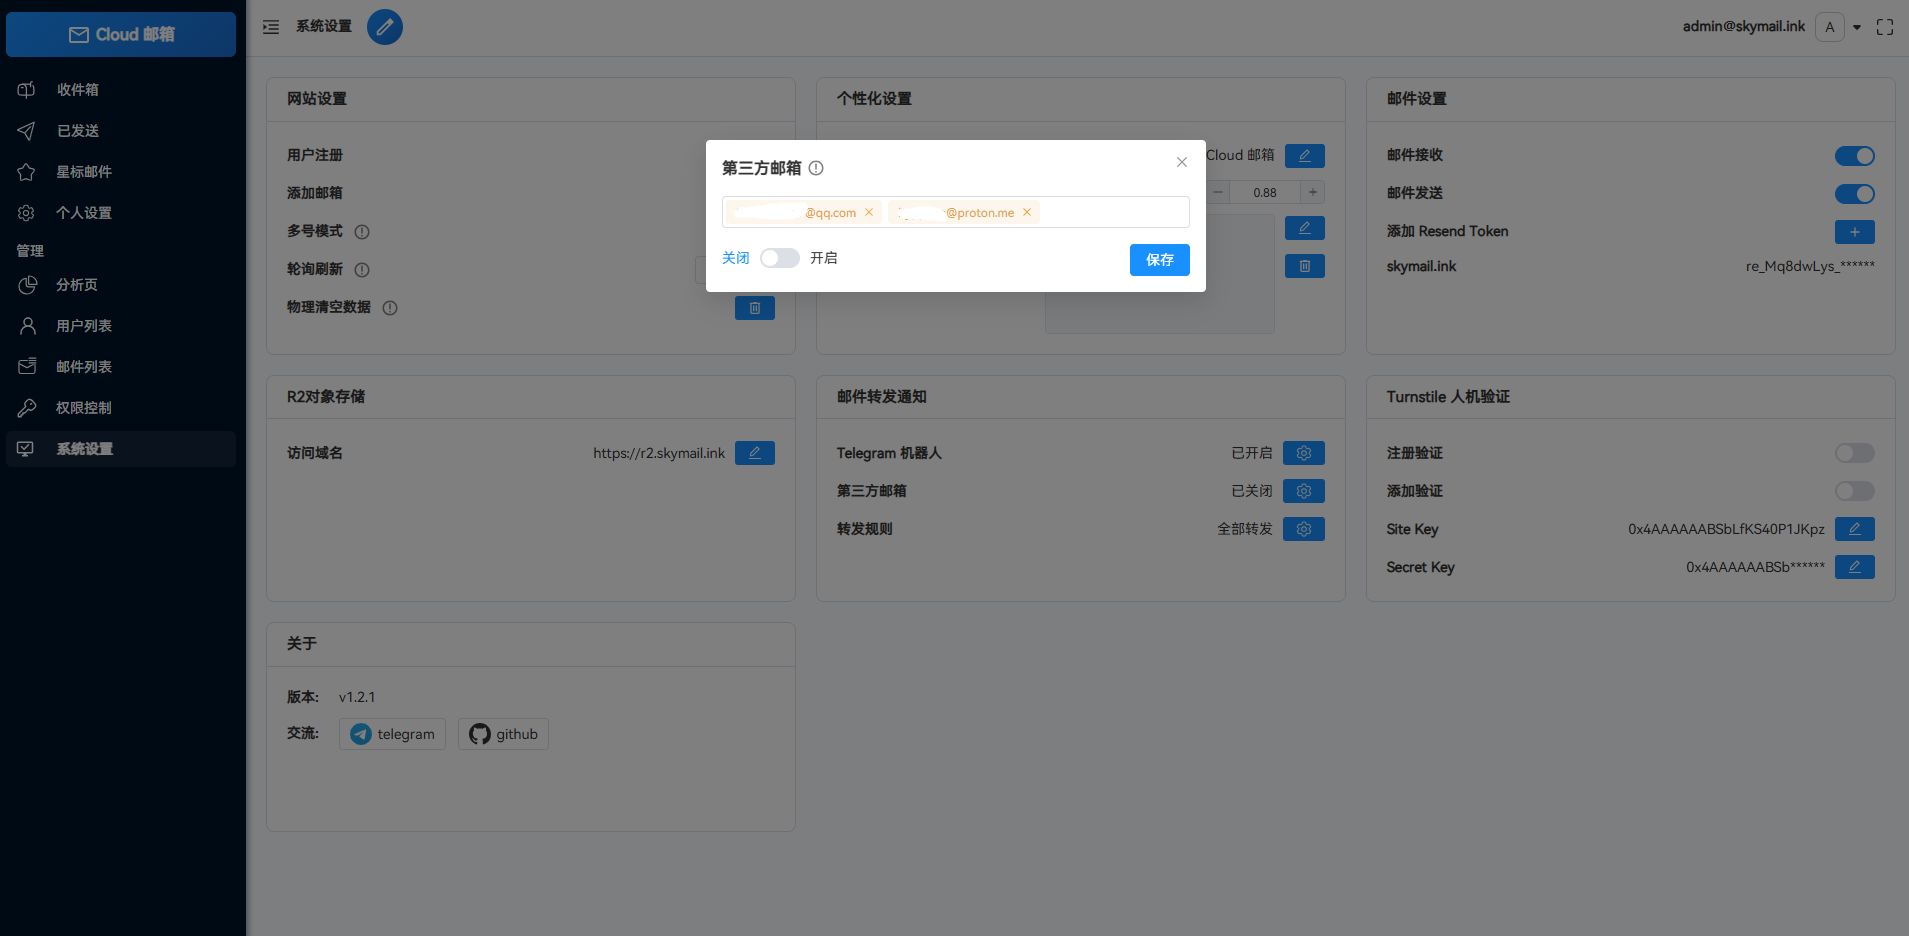 Cloud 邮箱
收件箱
已发送
星标邮件
个人设置
管理
分析页
用户列表
邮件列表
权限控制
系统设置
系统设置
admin@skymail.ink
A
网站设置
用户注册
添加邮箱
多号模式
轮询刷新
物理清空数据
个性化设置
Cloud 邮箱
0.88
邮件设置
邮件接收
邮件发送
添加 Resend Token
skymail.ink
re_Mq8dwLys_******
第三方邮箱
@qq.com
@proton.me
关闭
开启
保存
R2对象存储
访问域名
https://r2.skymail.ink
邮件转发通知
Telegram 机器人
已开启
第三方邮箱
已关闭
转发规则
全部转发
Turnstile 人机验证
注册验证
添加验证
Site Key
0x4AAAAAABSbLfKS40P1JKpz
Secret Key
0x4AAAAAABSb******
关于
版本:
v1.2.1
交流:
telegram
github